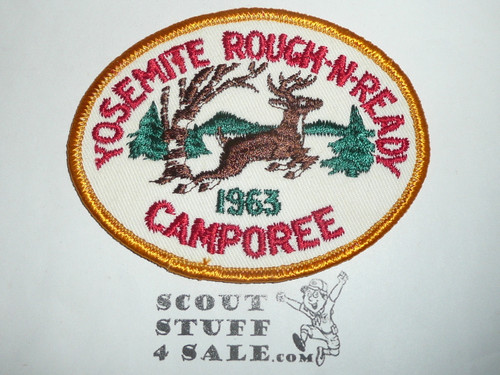 YOSEMITE ROUGH-N-READY
1963
CAMPOREE
SCOUT
STUFF
4 SALE.COM